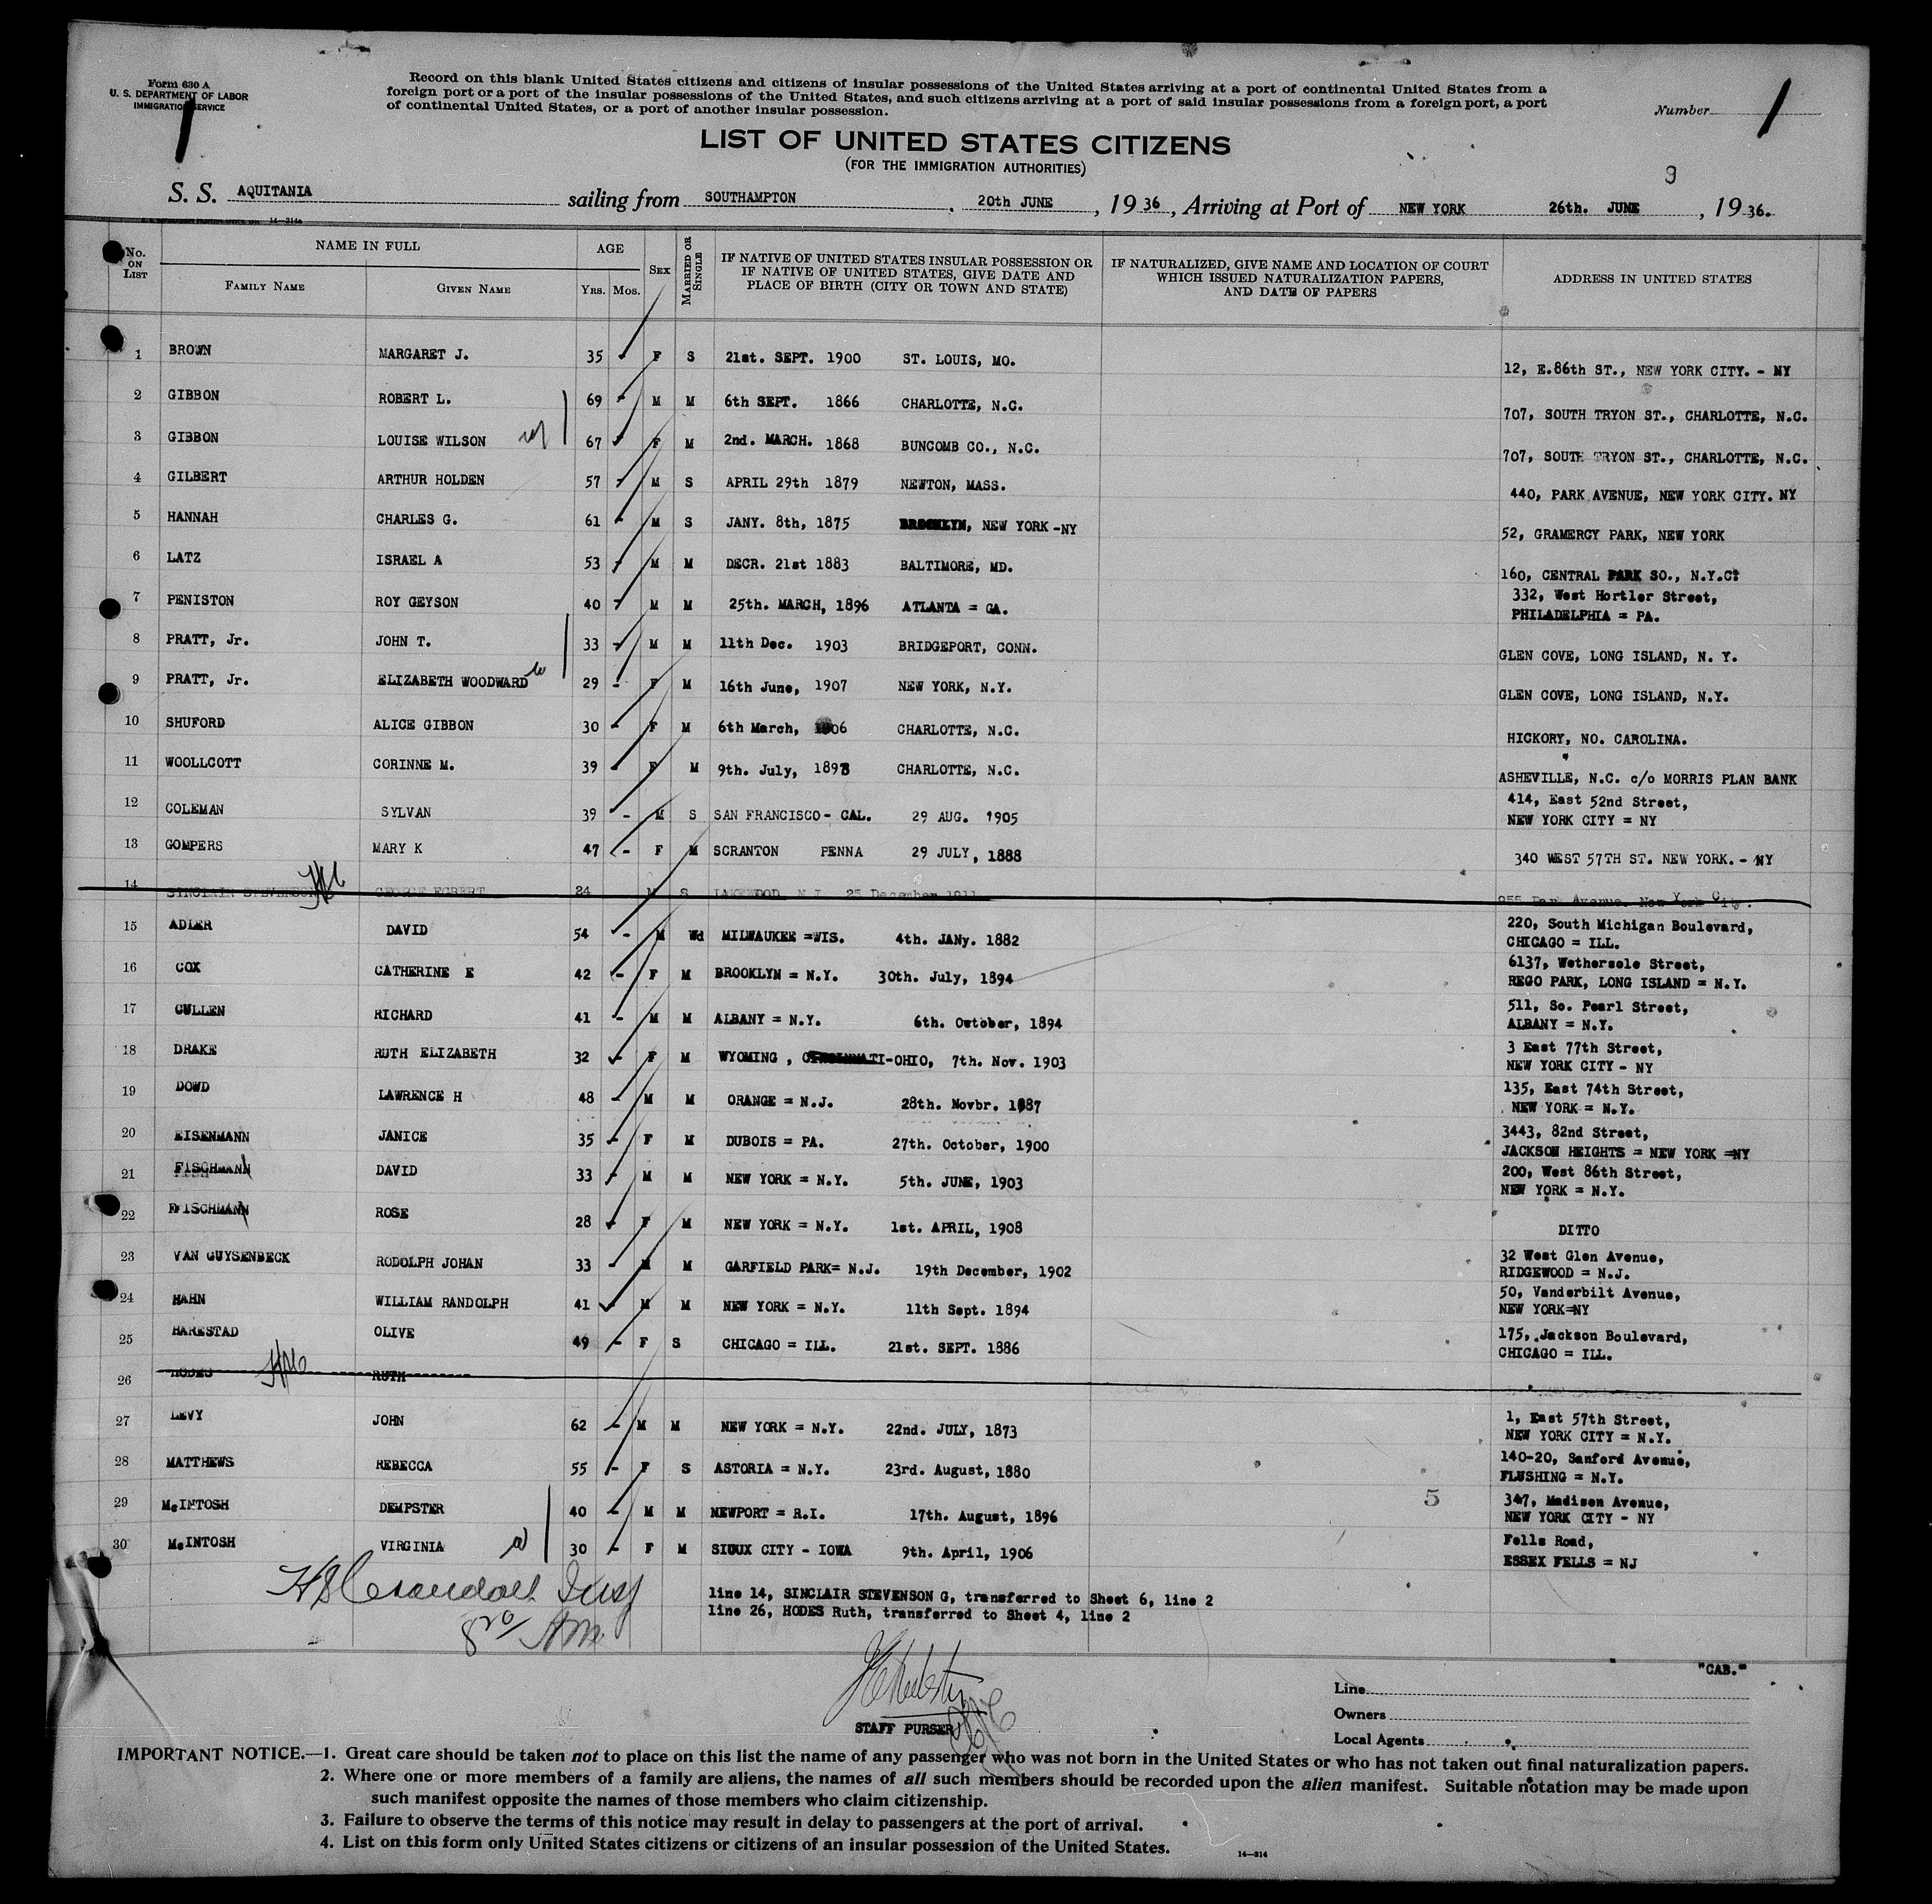 Form 630 A
U. S. DEPARTMENT OF LABOR
IMMIGRATION SERVICE
1
Record on this blank United States citizens and citizens of insular possessions of the United States arriving at a port of continental United States from a
foreign port or a port of the insular possessions of the United States, and such citizens arriving at a port of said insular possessions from a foreign port, a port
of continental United States, or a port of another insular possession.
Number 1
LIST OF UNITED STATES CITIZENS
(FOR THE IMMIGRATION AUTHORITIES)
3
S. S. AQUITANIA sailing from SOUTHAMPTON, 20th JUNE, 1936, Arriving at Port of NEW YORK 26th. JUNE, 1936.
14—214a
No. ON LIST NAME IN FULL AGE SEX MARRIED OR SINGLE IF NATIVE OF UNITED STATES INSULAR POSSESSION OR IF NATIVE OF UNITED STATES, GIVE DATE AND PLACE OF BIRTH (CITY OR TOWN AND STATE) IF NATURALIZED, GIVE NAME AND LOCATION OF COURT WHICH ISSUED NATURALIZATION PAPERS, AND DATE OF PAPERS ADDRESS IN UNITED STATES
FAMILY NAME GIVEN NAME YRS. MOS.
1 BROWN MARGARET J. 35 F S 21st. SEPT. 1900 ST. LOUIS, MO. 12, E.86th ST., NEW YORK CITY. - NY
2 GIBBON ROBERT L. 69 M M 6th SEPT. 1866 CHARLOTTE, N.C. 707, SOUTH TRYON ST., CHARLOTTE, N.C.
3 GIBBON LOUISE WILSON 67 F M 2nd. MARCH. 1868 BUNCOMB CO., N.C. 707, SOUTH TRYON ST., CHARLOTTE, N.C.
4 GILBERT ARTHUR HOLDEN 57 M S APRIL 29th 1879 NEWTON, MASS. 440, PARK AVENUE, NEW YORK CITY. NY
5 HANNAH CHARLES G. 61 M S JANY. 8th, 1875 BROOKLYN, NEW YORK -NY 52, GRAMERCY PARK, NEW YORK
6 LATZ ISRAEL A 53 M M DECR. 21st 1883 BALTIMORE, MD. 160, CENTRAL PARK SO., N.Y.C.
7 PENISTON ROY GEYSON 40 M M 25th. MARCH, 1896 ATLANTA = GA. 332, West Hortler Street,
PHILADELPHIA = PA.
8 PRATT, Jr. JOHN T. 33 M M 11th Dec. 1903 BRIDGEPORT, CONN. GLEN COVE, LONG ISLAND, N. Y.
9 PRATT, Jr. ELIZABETH WOODWARD w 29 - F M 16th June, 1907 NEW YORK, N.Y. GLEN COVE, LONG ISLAND, N.Y.
10 SHUFORD ALICE GIBBON 30 - F M 6th March, 1906 CHARLOTTE, N.C. HICKORY, NO. CAROLINA.
11 WOOLLCOTT CORINNE M. 39 - F M 9th. July, 1898 CHARLOTTE, N.C. ASHEVILLE, N.C. c/o MORRIS PLAN BANK
12 COLEMAN SYLVAN 39 - M S SAN FRANCISCO - CAL. 29 AUG. 1905 414, East 52nd Street,
NEW YORK CITY = NY
13 GOMPERS MARY K 47 - F M SCRANTON PENNA 29 JULY, 1888 340 WEST 57TH ST. NEW YORK. - NY
14 SINCLAIR STEVENSON GEORGE EGBERT 24 M S LAKEWOOD N J 25 December 1911 955 Park Avenue. New York City.
15 ADLER DAVID 54 - M Wd MILWAUKEE =WIS. 4th. JANy. 1882 220, South Michigan Boulevard,
CHICAGO = ILL.
16 COX CATHERINE E 42 - F M BROOKLYN = N.Y. 30th. July, 1894 6137, Wethersole Street,
REGO PARK, LONG ISLAND = N.Y.
17 CULLEN RICHARD 41 - M M ALBANY = N.Y. 6th. October, 1894 511, So. Pearl Street,
ALBANY = N.Y.
18 DRAKE RUTH ELIZABETH 32 - F M WYOMING , CINCINNATI-OHIO, 7th. Nov. 1903 3 East 77th Street,
NEW YORK CITY - NY
19 DOWD LAWRENCE H 48 - M M ORANGE = N.J. 28th. Novbr. 1887 135, East 74th Street,
NEW YORK = N.Y.
20 EISENMANN JANICE 35 - F M DUBOIS = PA. 27th. October, 1900 3443, 82nd Street,
JACKSON HEIGHTS = NEW YORK =NY
21 FISCHMANN DAVID 33 - M M NEW YORK = N.Y. 5th. JUNE, 1903 200, West 86th Street,
NEW YORK = N.Y.
22 FISCHMANN ROSE 28 - F M NEW YORK = N.Y. 1st. APRIL, 1908 DITTO
23 VAN GUYSENBECK RODOLPH JOHAN 33 - M M GARFIELD PARK= N.J. 19th December, 1902 32 West Glen Avenue,
RIDGEWOOD = N.J.
24 HAHN WILLIAM RANDOLPH 41 M M NEW YORK = N.Y. 11th Sept. 1894 50, Vanderbilt Avenue,
NEW YORK=NY
25 HARESTAD OLIVE 49 - F S CHICAGO = ILL. 21st. SEPT. 1886 175, Jackson Boulevard,
CHICAGO = ILL.
26 HODES RUTH
27 LEVY JOHN 62 - M M NEW YORK = N.Y. 22nd. JULY, 1873 1, East 57th Street,
NEW YORK CITY = N.Y.
28 MATTHEWS REBECCA 55 - F S ASTORIA = N.Y. 23rd. August, 1880 140-20, Sanford Avenue,
FLUSHING = N.Y.
29 McINTOSH DEMPSTER 40 - M M NEWPORT = R.I. 17th. August, 1896 5 347, Madison Avenue,
NEW YORK CITY - NY
30 McINTOSH VIRGINIA w 30 - F M SIOUX CITY - IOWA 9th. April, 1906 Fells Road,
ESSEX FELLS = NJ
line 14, SINCLAIR STEVENSON G, transferred to Sheet 6, line 2
line 26, HODES Ruth, transferred to Sheet 4, line 2
"CAB."
STAFF PURSER
Line
Owners
Local Agents
IMPORTANT NOTICE.—1. Great care should be taken not to place on this list the name of any passenger who was not born in the United States or who has not taken out final naturalization papers.
2. Where one or more members of a family are aliens, the names of all such members should be recorded upon the alien manifest. Suitable notation may be made upon
such manifest opposite the names of those members who claim citizenship.
3. Failure to observe the terms of this notice may result in delay to passengers at the port of arrival.
4. List on this form only United States citizens or citizens of an insular possession of the United States.
14—214